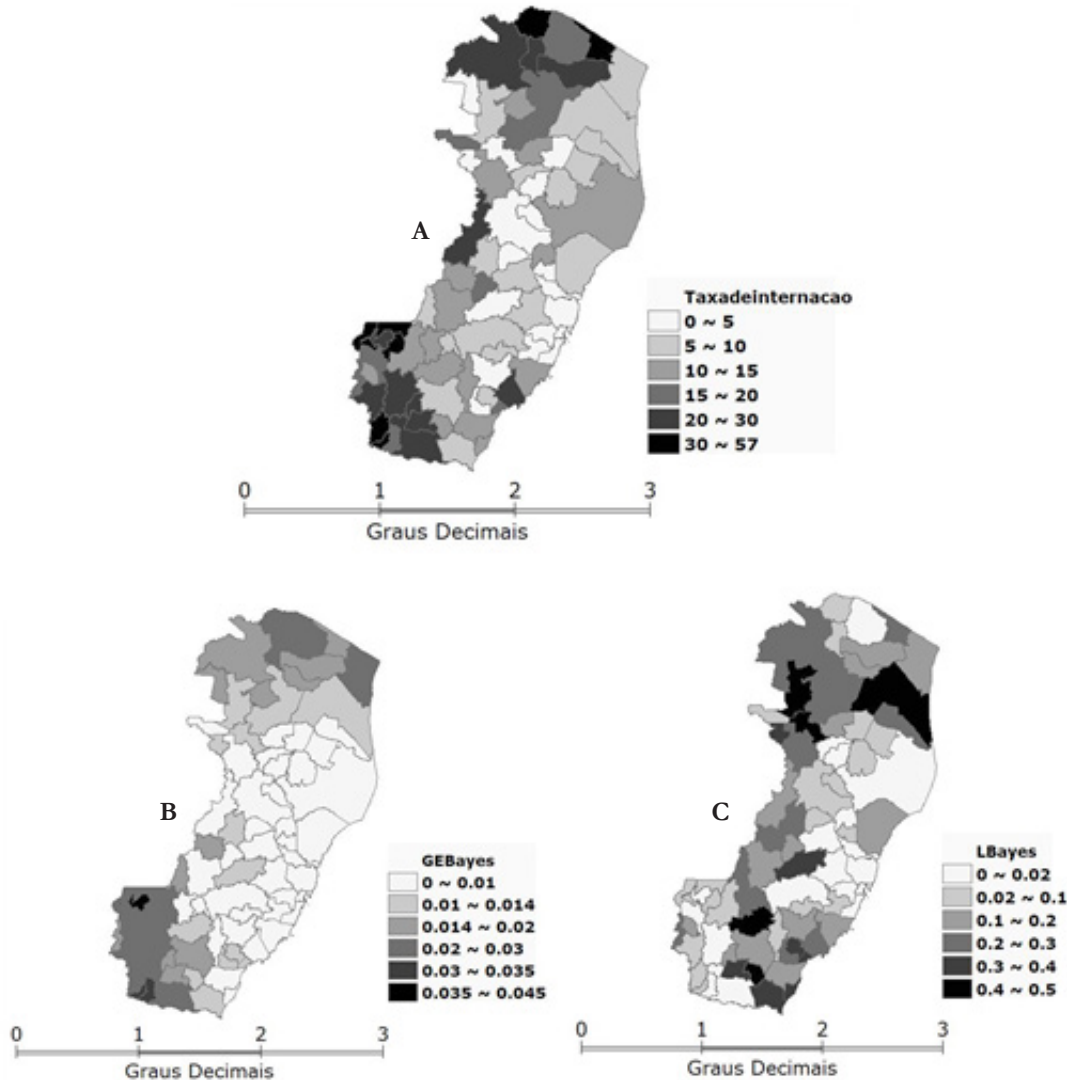 A
Taxadeinternacao
0 ~ 5
5 ~ 10
10 ~ 15
15 ~ 20
20 ~ 30
30 ~ 57
0 1 2 3
Graus Decimais
B
GEBayes
0 ~ 0.01
0.01 ~ 0.014
0.014 ~ 0.02
0.02 ~ 0.03
0.03 ~ 0.035
0.035 ~ 0.045
0 1 2 3
Graus Decimais
C
LBayes
0 ~ 0.02
0.02 ~ 0.1
0.1 ~ 0.2
0.2 ~ 0.3
0.3 ~ 0.4
0.4 ~ 0.5
0 1 2 3
Graus Decimais